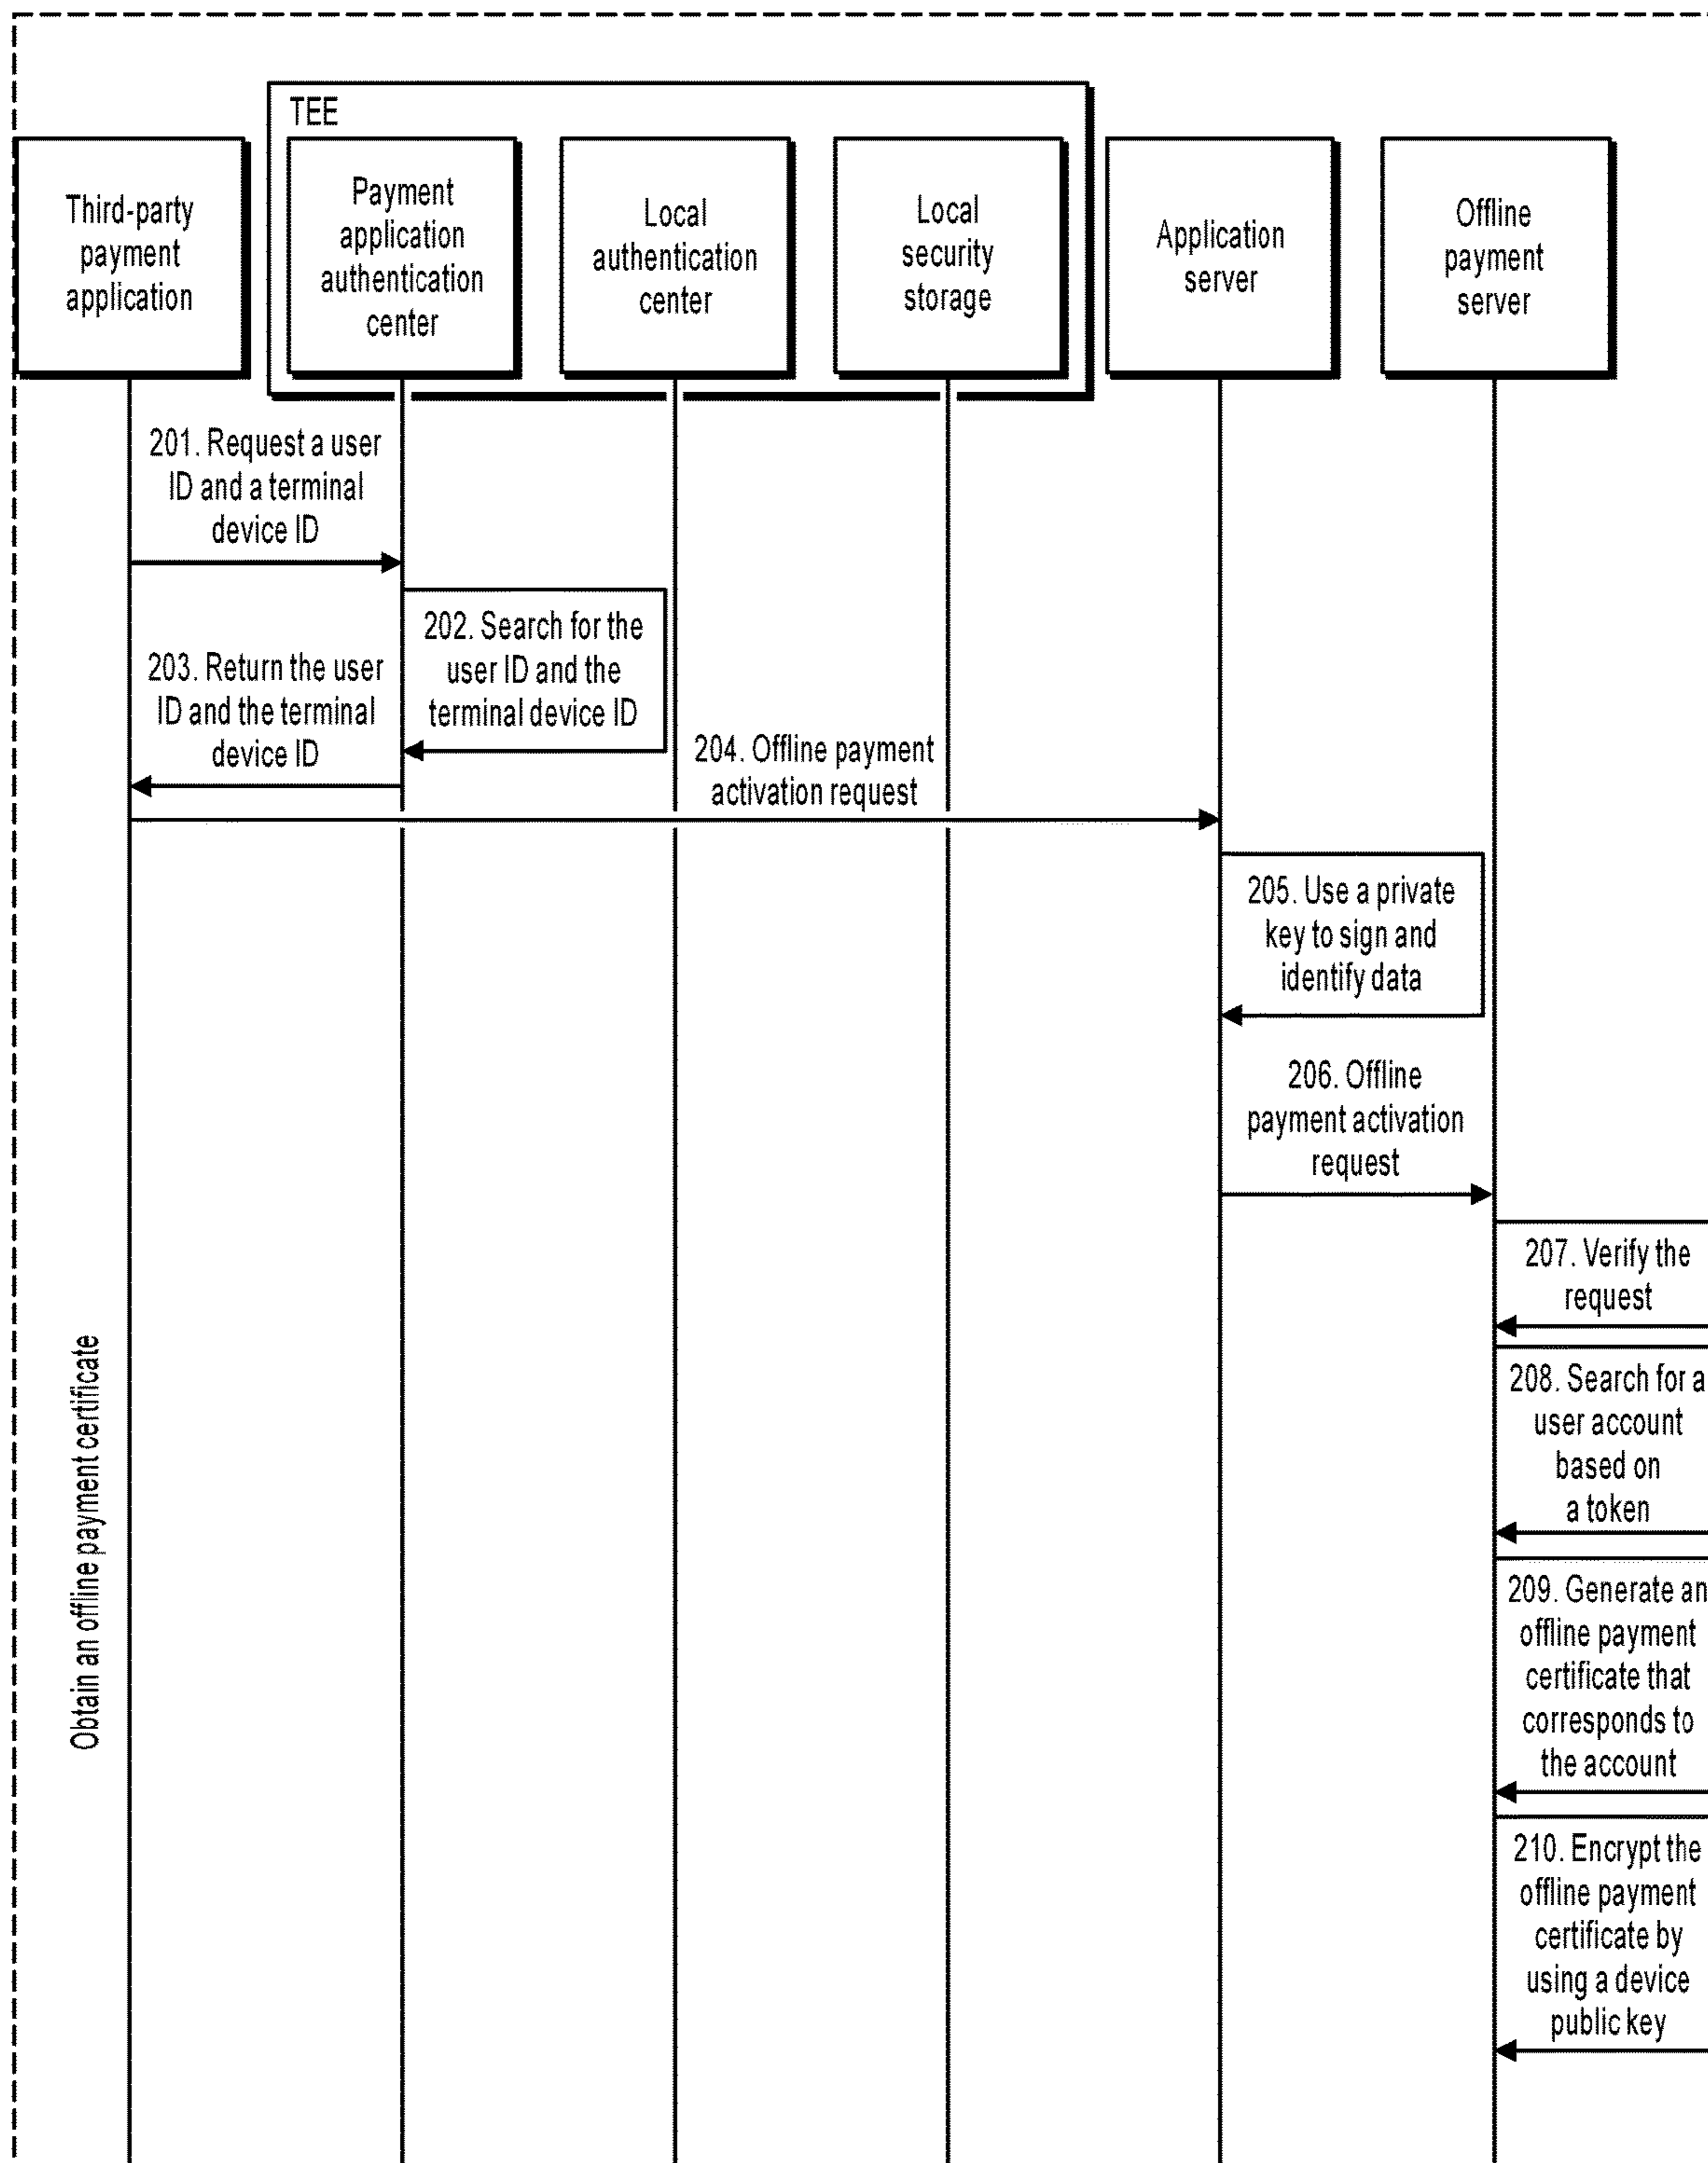 TEE
Third-party
payment
application
Payment
application
authentication
center
Local
authentication
center
Local
security
storage
Application
server
Offline
payment
server
201. Request a user
ID and a terminal
device ID
202. Search for the
user ID and the
terminal device ID
203. Return the user
ID and the terminal
device ID
204. Offline payment
activation request
205. Use a private
key to sign and
identify data
206. Offline
payment activation
request
207. Verify the
request
208. Search for a
user account
based on
a token
209. Generate an
offline payment
certificate that
corresponds to
the account
210. Encrypt the
offline payment
certificate by
using a device
public key
Obtain an offline payment certificate